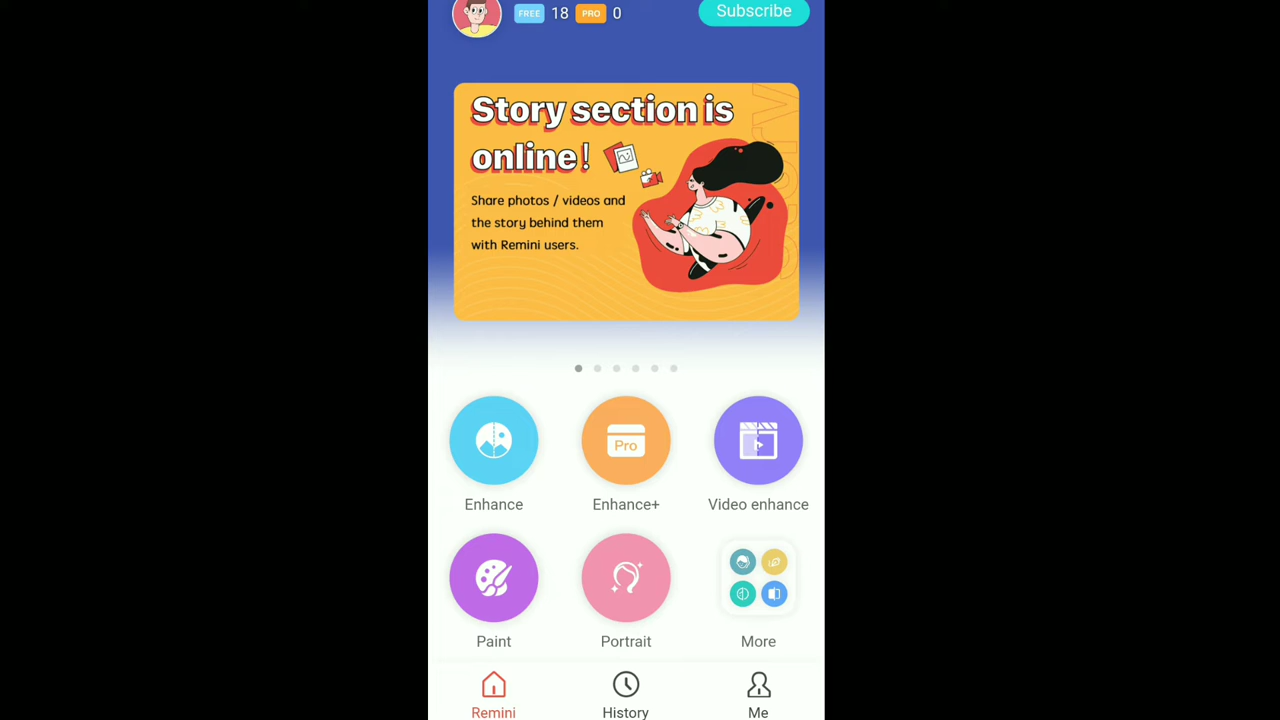 FREE 18 PRO 0 Subscribe
Story section is
online!
Share photos / videos and
the story behind them
with Remini users.
Pro
Enhance Enhance+ Video enhance
Paint Portrait More
Remini History Me